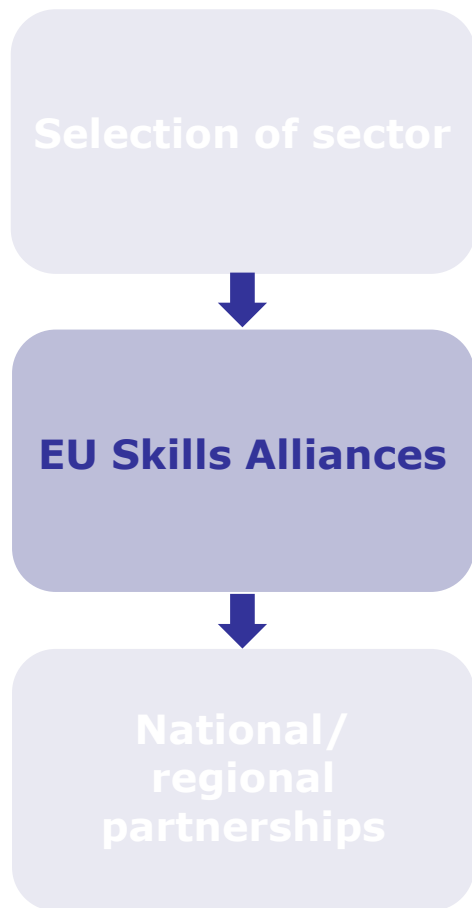 Selection of sector
EU Skills Alliances
National/
regional
partnerships